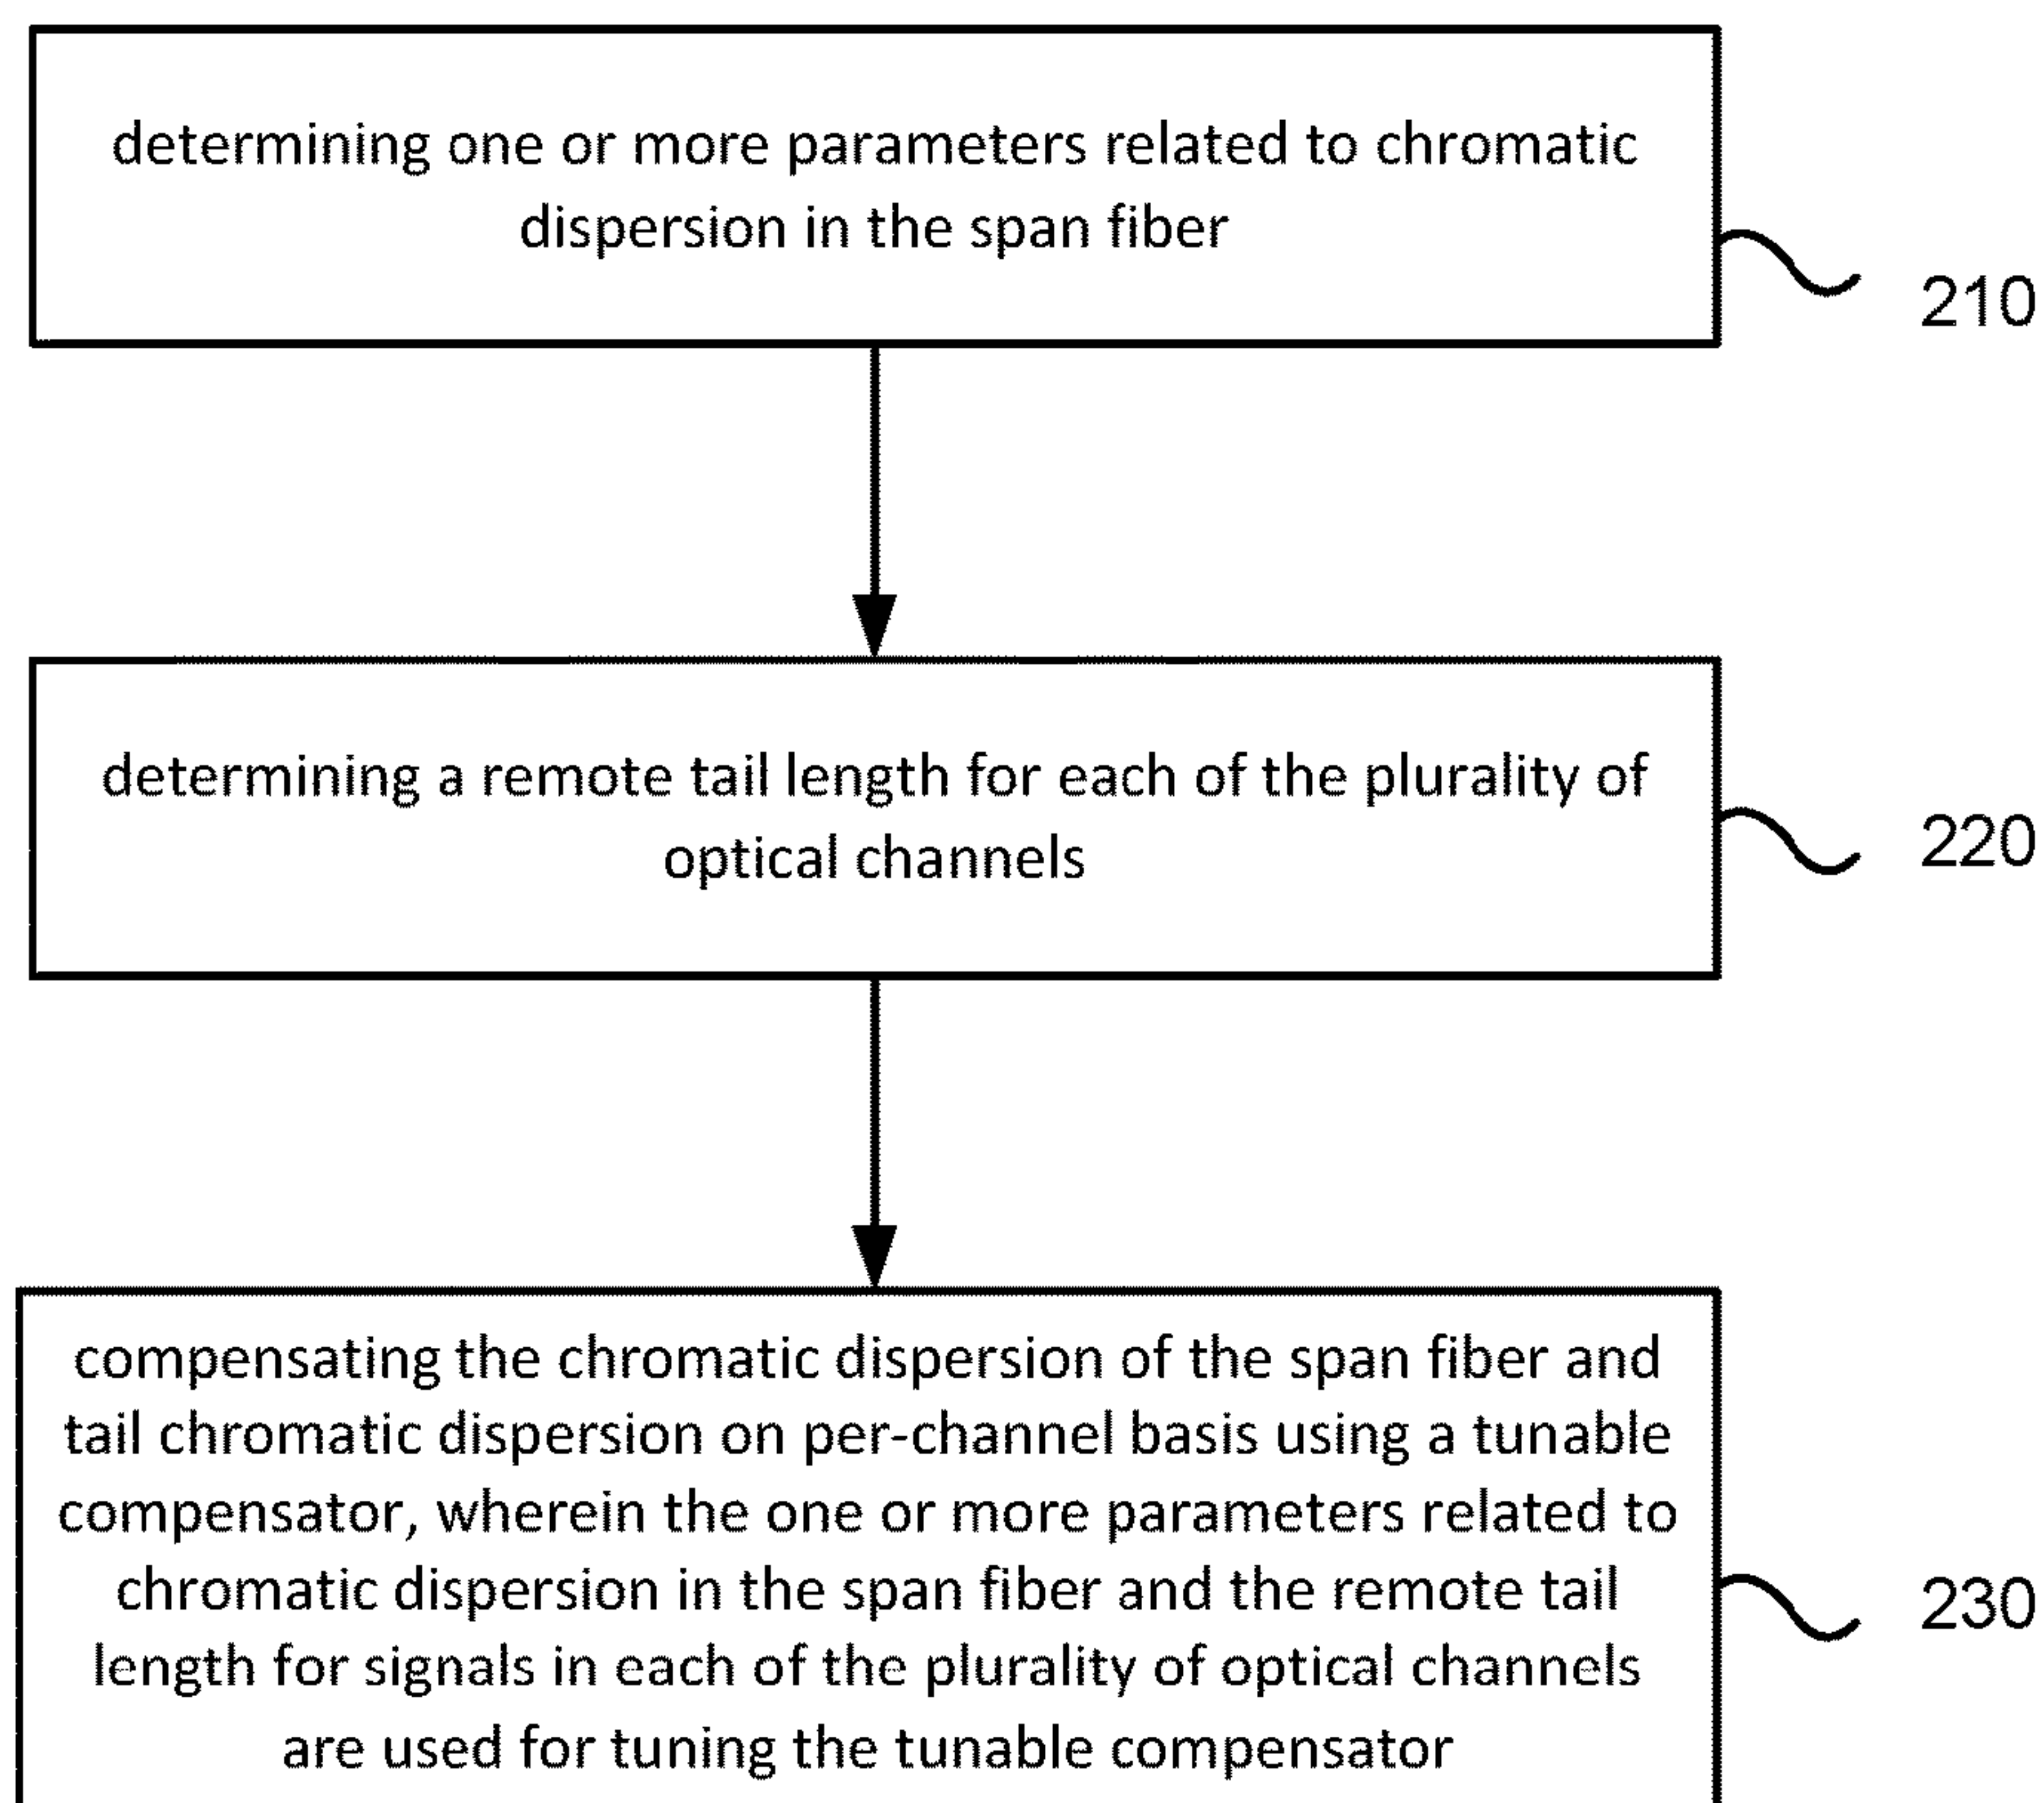 determining one or more parameters related to chromatic
dispersion in the span fiber
210
determining a remote tail length for each of the plurality of
optical channels
220
compensating the chromatic dispersion of the span fiber and
tail chromatic dispersion on per-channel basis using a tunable
compensator, wherein the one or more parameters related to
chromatic dispersion in the span fiber and the remote tail
length for signals in each of the plurality of optical channels
are used for tuning the tunable compensator
230